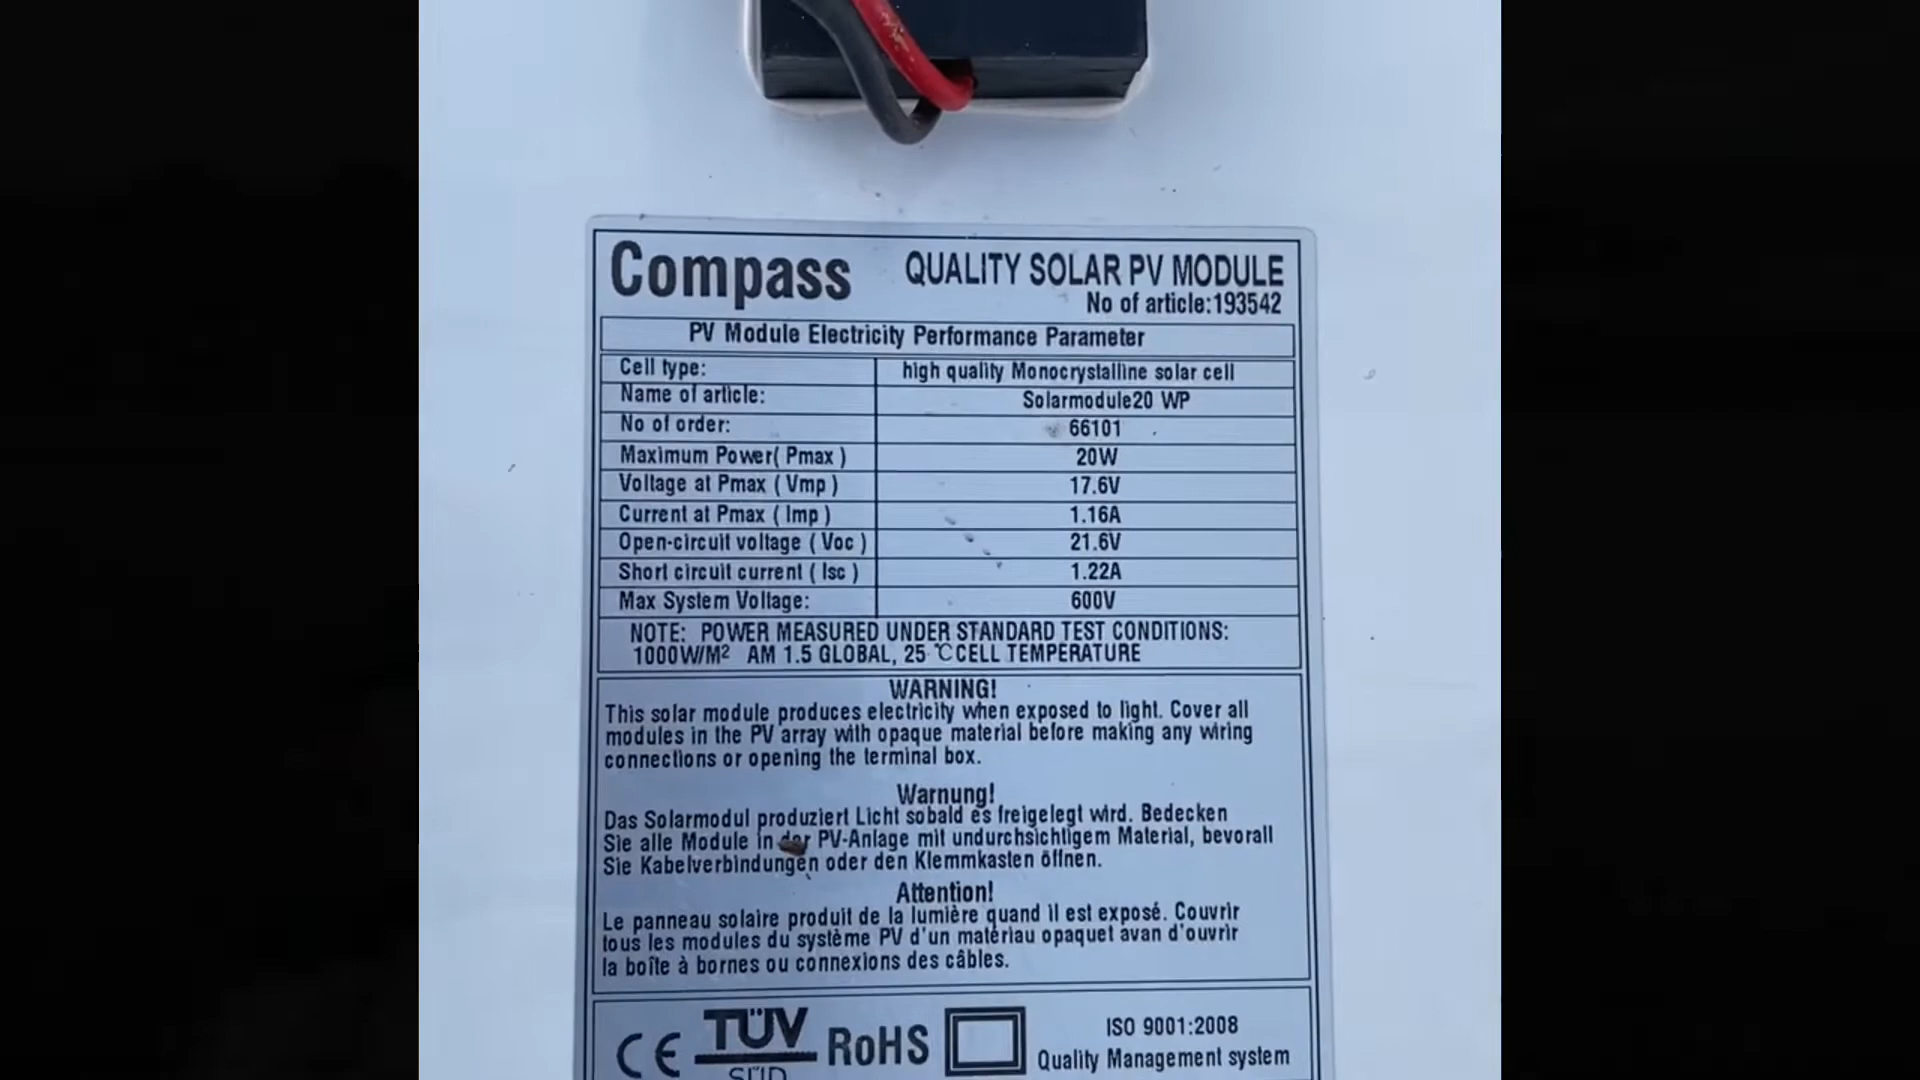 Compass QUALITY SOLAR PV MODULE
No of article:193542
PV Module Electricity Performance Parameter
Cell type: high quality Monocrystalline solar cell
Name of article: Solarmodule20 WP
No of order: 66101
Maximum Power( Pmax ) 20W
Voltage at Pmax ( Vmp ) 17.6V
Current at Pmax ( Imp ) 1.16A
Open-circuit voltage ( Voc ) 21.6V
Short circuit current ( Isc ) 1.22A
Max System Voltage: 600V
NOTE: POWER MEASURED UNDER STANDARD TEST CONDITIONS:
1000W/M² AM 1.5 GLOBAL, 25 ℃ CELL TEMPERATURE
WARNING!
This solar module produces electricity when exposed to light. Cover all
modules in the PV array with opaque material before making any wiring
connections or opening the terminal box.
Warnung!
Das Solarmodul produziert Licht sobald es freigelegt wird. Bedecken
Sie alle Module in der PV-Anlage mit undurchsichtigem Material, bevorall
Sie Kabelverbindungen oder den Klemmkasten öffnen.
Attention!
Le panneau solaire produit de la lumière quand il est exposé. Couvrir
tous les modules du système PV d'un matériau opaquet avan d'ouvrir
la boîte à bornes ou connexions des câbles.
CE TÜV RoHS ISO 9001:2008
SÜD Quality Management system